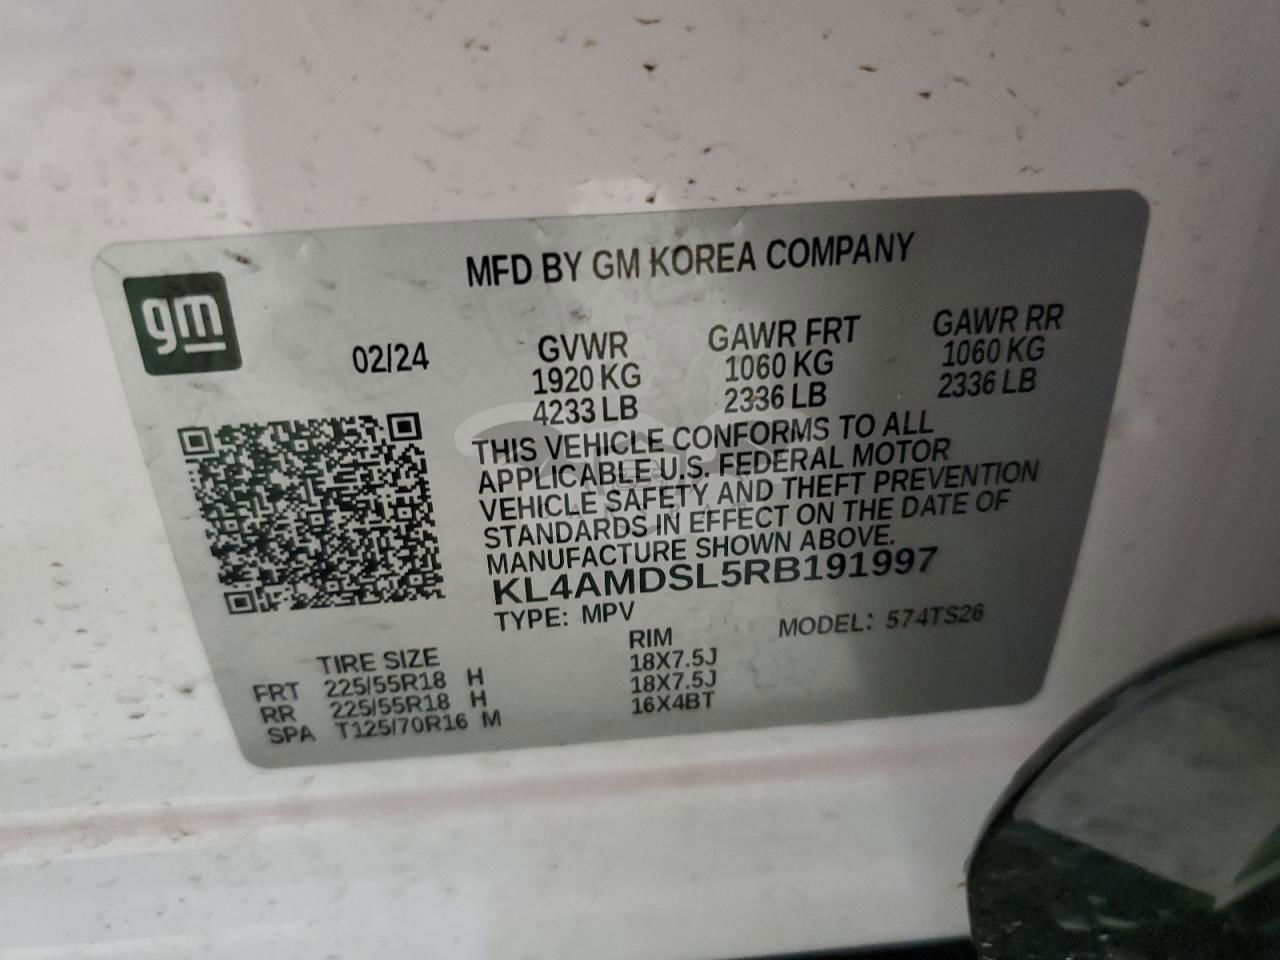 gm
MFD BY GM KOREA COMPANY
02/24
GVWR GAWR FRT GAWR RR
1920 KG 1060 KG 1060 KG
4233 LB 2336 LB 2336 LB
THIS VEHICLE CONFORMS TO ALL
APPLICABLE U.S. FEDERAL MOTOR
VEHICLE SAFETY AND THEFT PREVENTION
STANDARDS IN EFFECT ON THE DATE OF
MANUFACTURE SHOWN ABOVE.
KL4AMDSL5RB191997
TYPE: MPV MODEL: 574TS26
TIRE SIZE RIM
FRT 225/55R18 H 18X7.5J
RR 225/55R18 H 18X7.5J
SPA T125/70R16 M 16X4BT